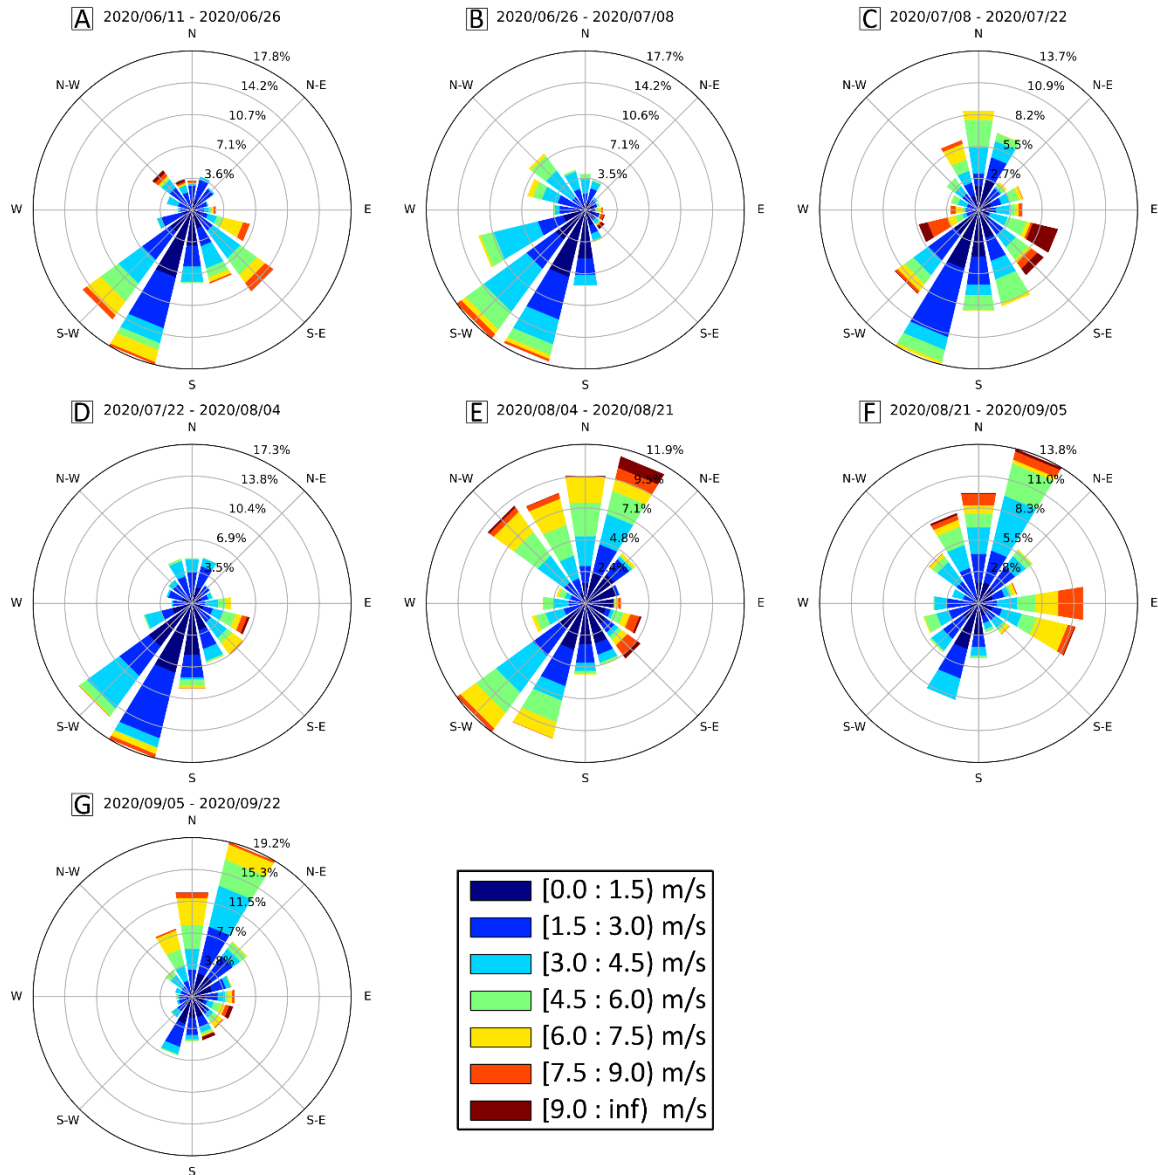 A 2020/06/11 - 2020/06/26
N
17.8%
N-W
14.2%
N-E
10.7%
7.1%
3.6%
W
E
S-W
S-E
S
B 2020/06/26 - 2020/07/08
N
17.7%
N-W
14.2%
N-E
10.6%
7.1%
3.5%
W
E
S-W
S-E
S
C 2020/07/08 - 2020/07/22
N
13.7%
N-W
10.9%
N-E
8.2%
5.5%
2.7%
W
E
S-W
S-E
S
D 2020/07/22 - 2020/08/04
N
17.3%
N-W
13.8%
N-E
10.4%
6.9%
3.5%
W
E
S-W
S-E
S
E 2020/08/04 - 2020/08/21
N
11.9%
N-W
9.5%
N-E
7.1%
4.8%
2.4%
W
E
S-W
S-E
S
F 2020/08/21 - 2020/09/05
N
13.8%
N-W
11.0%
N-E
8.3%
5.5%
2.8%
W
E
S-W
S-E
S
G 2020/09/05 - 2020/09/22
N
19.2%
N-W
15.3%
N-E
11.5%
7.7%
3.8%
W
E
S-W
S-E
S
[0.0 : 1.5) m/s
[1.5 : 3.0) m/s
[3.0 : 4.5) m/s
[4.5 : 6.0) m/s
[6.0 : 7.5) m/s
[7.5 : 9.0) m/s
[9.0 : inf) m/s